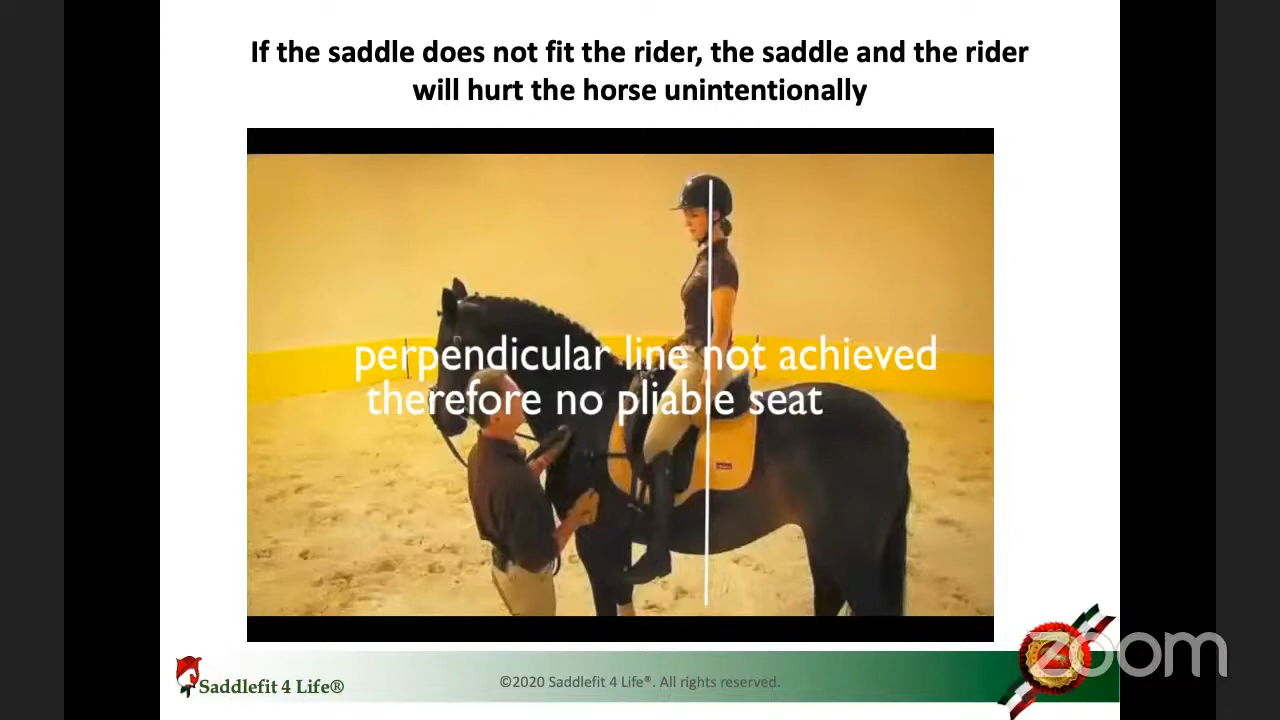 If the saddle does not fit the rider, the saddle and the rider
will hurt the horse unintentionally
perpendicular line not achieved
therefore no pliable seat
Saddlefit 4 Life®
©2020 Saddlefit 4 Life®. All rights reserved.
zoom